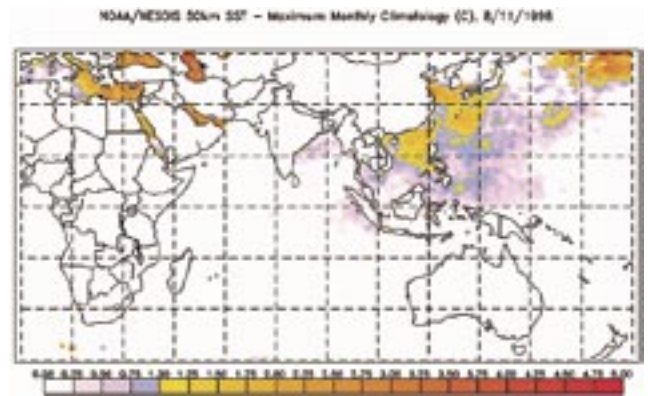 NOAA/NESDIS 50km SST - Maximum Monthly Climatology (C), 8/11/1998
0.00 0.25 0.50 0.75 1.00 1.25 1.50 1.75 2.00 2.25 2.50 2.75 3.00 3.25 3.50 3.75 4.00 4.25 4.50 4.75 5.00